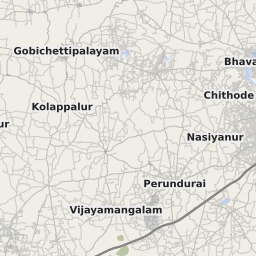 Gobichettipalayam
Bhava
Chithode
Kolappalur
ur
Nasiyanur
Perundurai
Vijayamangalam